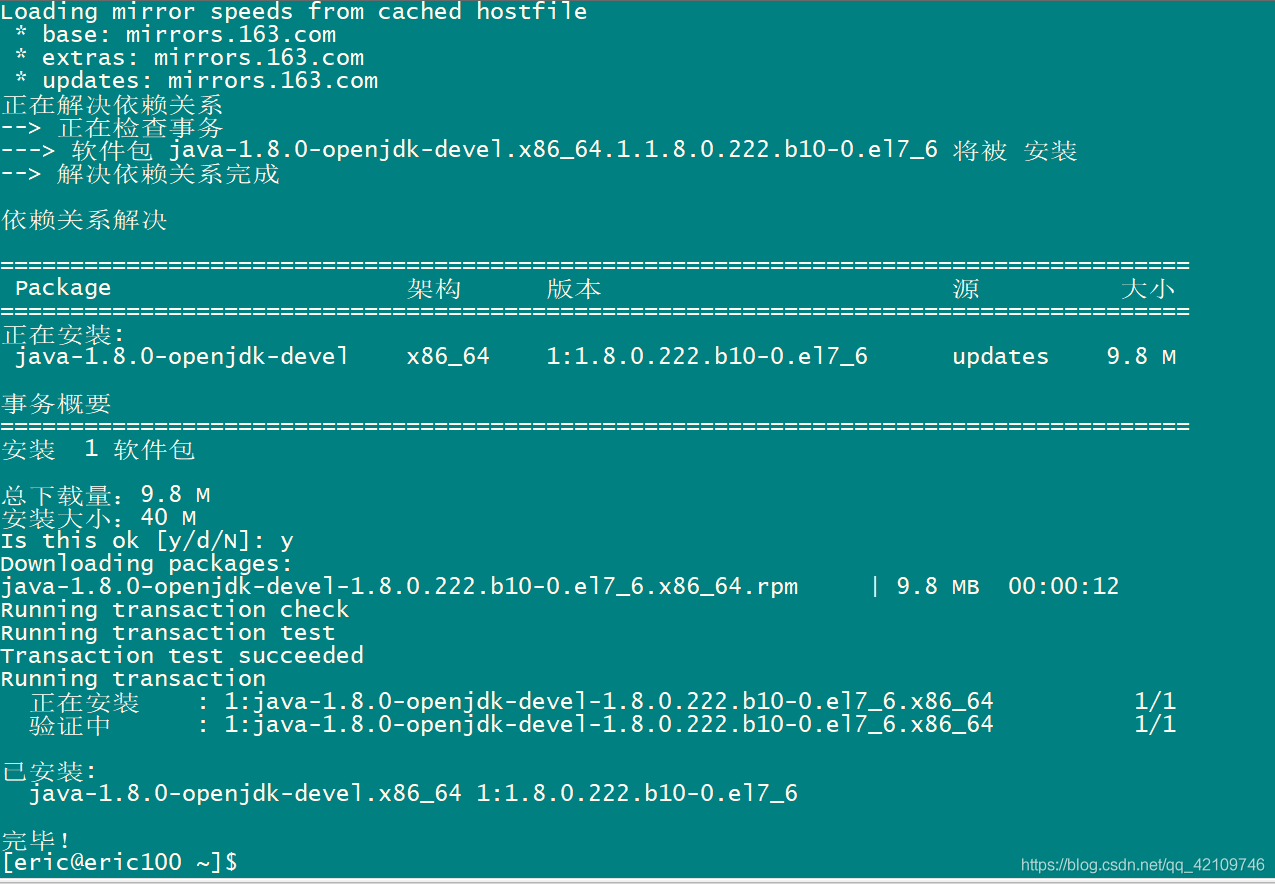 Loading mirror speeds from cached hostfile
 * base: mirrors.163.com
 * extras: mirrors.163.com
 * updates: mirrors.163.com
正在解决依赖关系
--> 正在检查事务
---> 软件包 java-1.8.0-openjdk-devel.x86_64.1.1.8.0.222.b10-0.el7_6 将被 安装
--> 解决依赖关系完成

依赖关系解决

=====================================================================================
 Package                     架构      版本                         源          大小
=====================================================================================
正在安装:
 java-1.8.0-openjdk-devel    x86_64    1:1.8.0.222.b10-0.el7_6      updates    9.8 M

事务概要
=====================================================================================
安装  1 软件包

总下载量：9.8 M
安装大小：40 M
Is this ok [y/d/N]: y
Downloading packages:
java-1.8.0-openjdk-devel-1.8.0.222.b10-0.el7_6.x86_64.rpm     | 9.8 MB  00:00:12
Running transaction check
Running transaction test
Transaction test succeeded
Running transaction
  正在安装    : 1:java-1.8.0-openjdk-devel-1.8.0.222.b10-0.el7_6.x86_64          1/1
  验证中      : 1:java-1.8.0-openjdk-devel-1.8.0.222.b10-0.el7_6.x86_64          1/1

已安装:
  java-1.8.0-openjdk-devel.x86_64 1:1.8.0.222.b10-0.el7_6

完毕！
[eric@eric100 ~]$
https://blog.csdn.net/qq_42109746